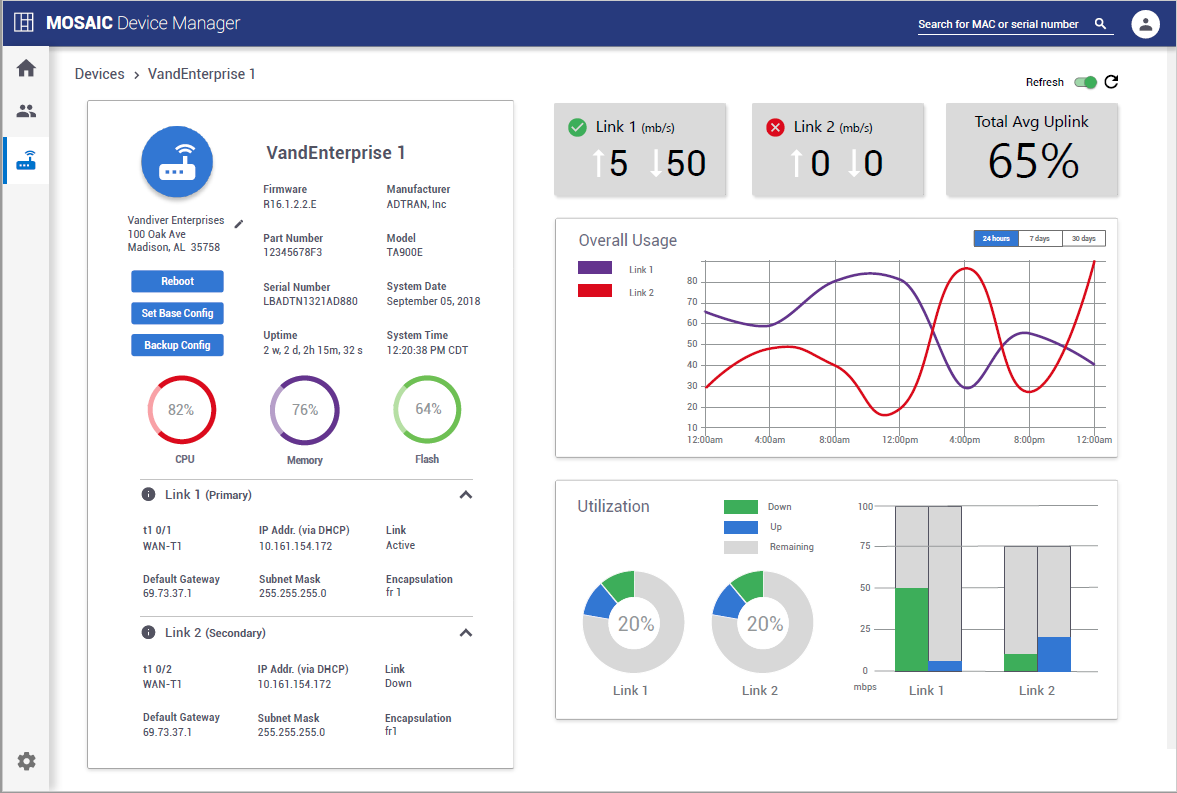 MOSAIC Device Manager
Search for MAC or serial number
Devices › VandEnterprise 1
Refresh
VandEnterprise 1
Vandiver Enterprises
100 Oak Ave
Madison, AL 35758
Reboot
Set Base Config
Backup Config
Firmware
R16.1.2.2.E
Manufacturer
ADTRAN, Inc
Part Number
12345678F3
Model
TA900E
Serial Number
LBADTN1321AD880
System Date
September 05, 2018
Uptime
2 w, 2 d, 2h 15m, 32 s
System Time
12:20:38 PM CDT
82%
CPU
76%
Memory
64%
Flash
Link 1 (Primary)
t1 0/1
WAN-T1
IP Addr. (via DHCP)
10.161.154.172
Link
Active
Default Gateway
69.73.37.1
Subnet Mask
255.255.255.0
Encapsulation
fr 1
Link 2 (Secondary)
t1 0/2
WAN-T1
IP Addr. (via DHCP)
10.161.154.172
Link
Down
Default Gateway
69.73.37.1
Subnet Mask
255.255.255.0
Encapsulation
fr1
Link 1 (mb/s)
↑5 ↓50
Link 2 (mb/s)
↑0 ↓0
Total Avg Uplink
65%
Overall Usage
24 hours 7 days 30 days
Link 1
Link 2
80
70
60
50
40
30
20
10
12:00am 4:00am 8:00am 12:00pm 4:00pm 8:00pm 12:00am
Utilization
Down
Up
Remaining
20%
Link 1
20%
Link 2
100
75
50
25
0
mbps
Link 1 Link 2